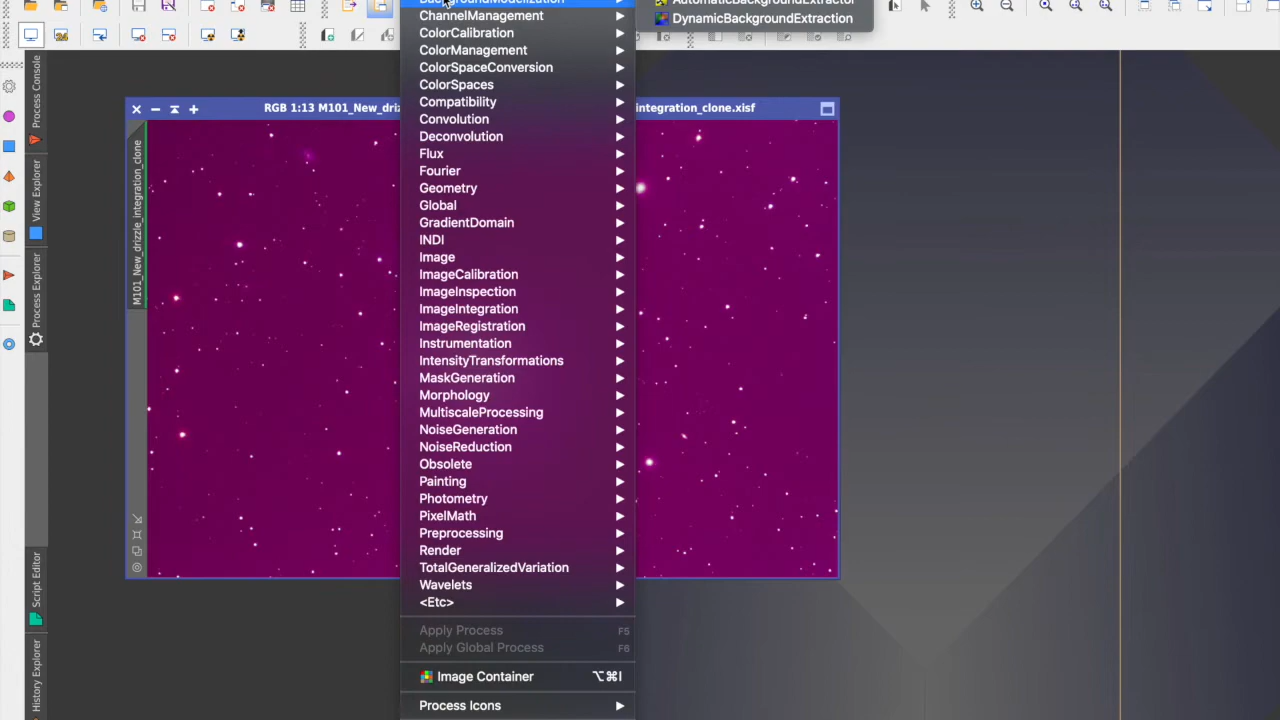 BackgroundModelization
AutomaticBackgroundExtractor
ChannelManagement
DynamicBackgroundExtraction
ColorCalibration
ColorManagement
ColorSpaceConversion
ColorSpaces
Compatibility
Convolution
Deconvolution
Flux
Fourier
Geometry
Global
GradientDomain
INDI
Image
ImageCalibration
ImageInspection
ImageIntegration
ImageRegistration
Instrumentation
IntensityTransformations
MaskGeneration
Morphology
MultiscaleProcessing
NoiseGeneration
NoiseReduction
Obsolete
Painting
Photometry
PixelMath
Preprocessing
Render
TotalGeneralizedVariation
Wavelets
<Etc>
Apply Process F5
Apply Global Process F6
Image Container ⌥⌘I
Process Icons
RGB 1:13 M101_New_driz
integration_clone.xisf
M101_New_drizzle_integration_clone
Process Console
View Explorer
Process Explorer
Script Editor
History Explorer